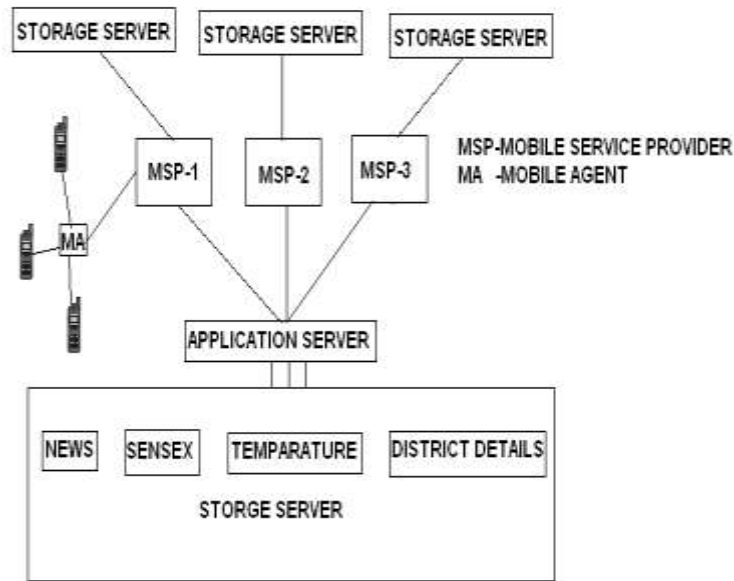 STORAGE SERVER
STORAGE SERVER
STORAGE SERVER
MSP-1
MSP-2
MSP-3
MSP-MOBILE SERVICE PROVIDER
MA -MOBILE AGENT
MA
APPLICATION SERVER
NEWS
SENSEX
TEMPARATURE
DISTRICT DETAILS
STORGE SERVER